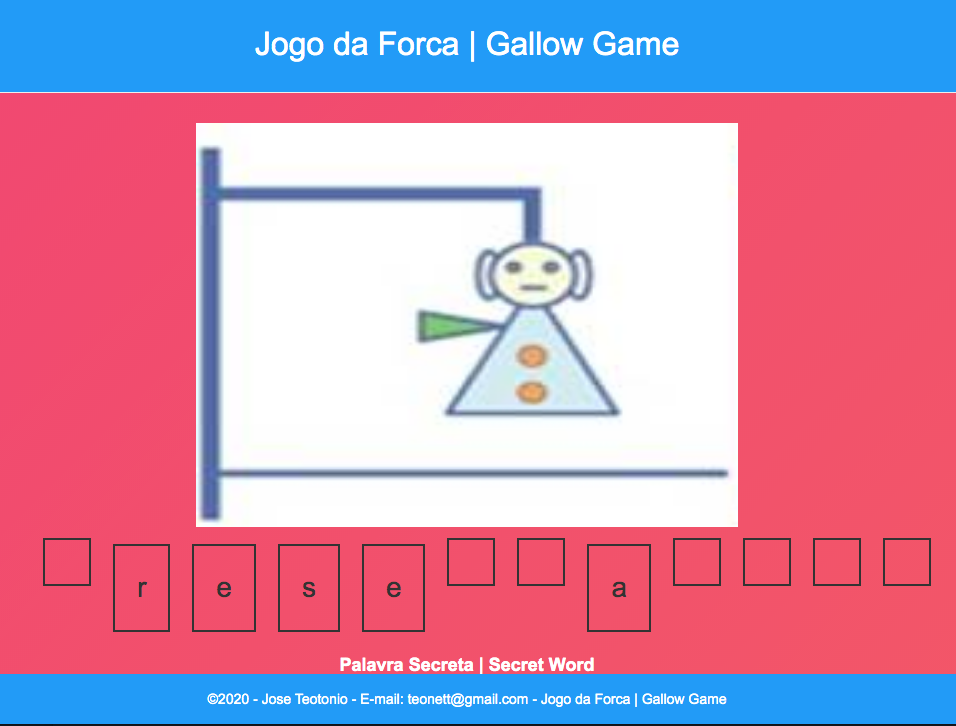 Jogo da Forca | Gallow Game
r e s e a
Palavra Secreta | Secret Word
©2020 - Jose Teotonio - E-mail: teonett@gmail.com - Jogo da Forca | Gallow Game